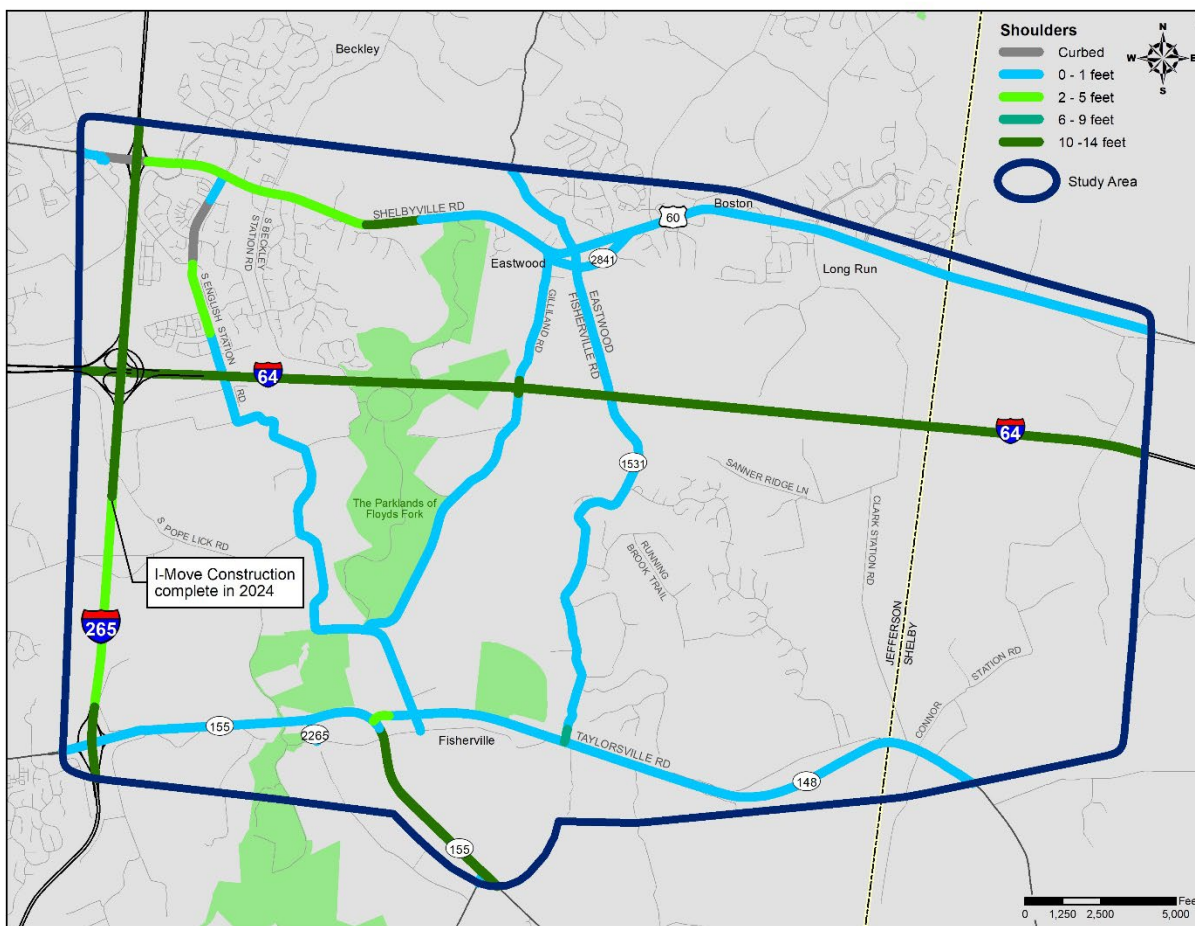 Beckley
Shoulders
Curbed
0 - 1 feet
2 - 5 feet
6 - 9 feet
10 -14 feet
Study Area
N
W E
S
SHELBYVILLE RD
S BECKLEY
STATION RD
S ENGLISH STATION
RD
Eastwood
60
2841
Boston
Long Run
GILLILAND RD
EASTWOOD
FISHERVILLE RD
64
64
1531
SANNER RIDGE LN
CLARK STATION RD
The Parklands of
Floyds Fork
S POPE LICK RD
RUNNING
BROOK TRAIL
I-Move Construction
complete in 2024
265
JEFFERSON
SHELBY
STATION RD
CONNOR
155
2265
Fisherville
TAYLORSVILLE RD
148
155
Feet
0 1,250 2,500 5,000